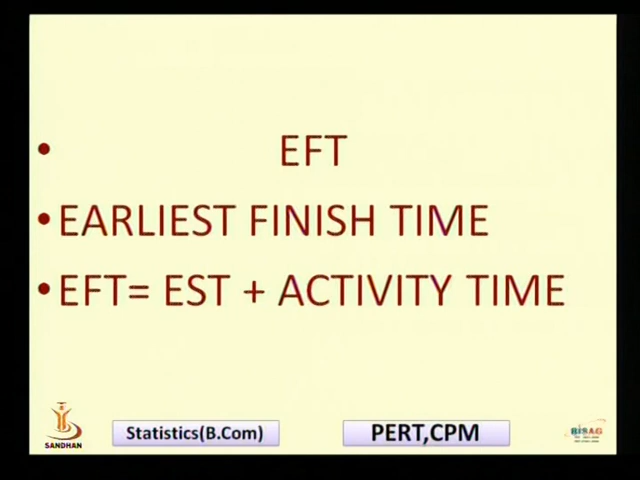 • EFT
• EARLIEST FINISH TIME
• EFT= EST + ACTIVITY TIME
SANDHAN
Statistics(B.Com)
PERT,CPM
BISAG